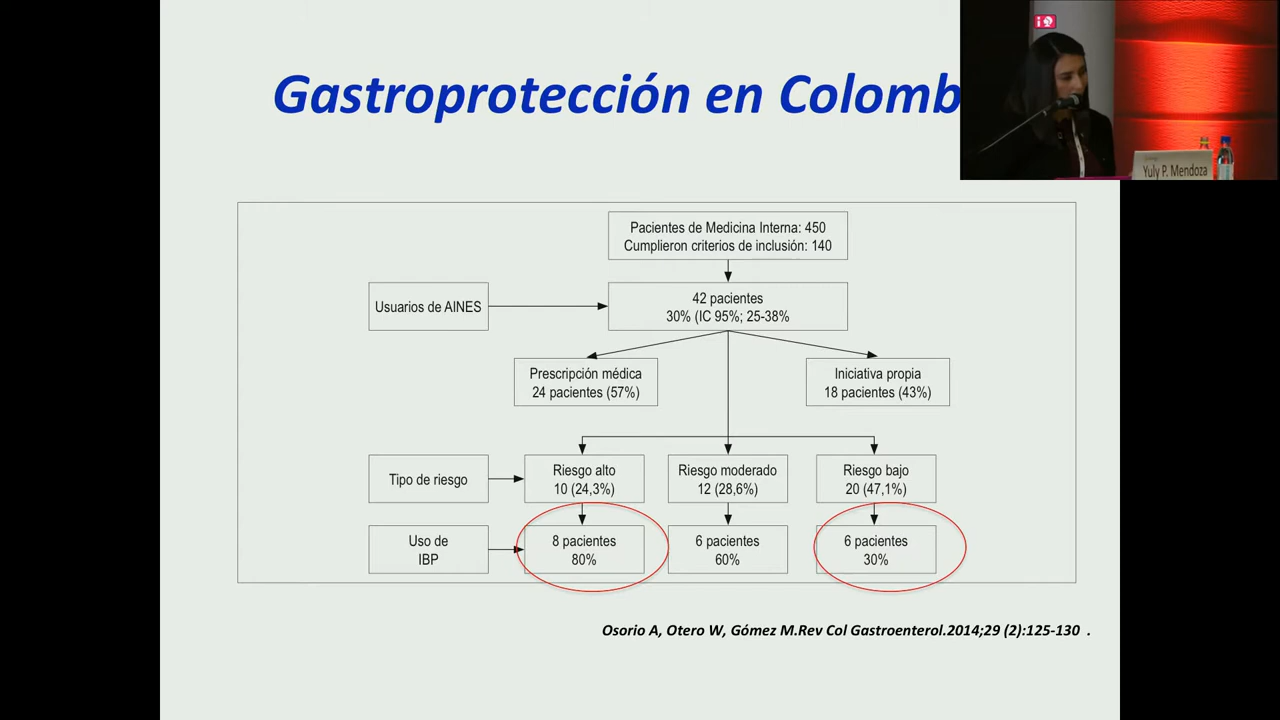 Gastroprotección en Colomb
Yuly P. Mendoza
Pacientes de Medicina Interna: 450
Cumplieron criterios de inclusión: 140
Usuarios de AINES
42 pacientes
30% (IC 95%; 25-38%
Prescripción médica
24 pacientes (57%)
Iniciativa propia
18 pacientes (43%)
Tipo de riesgo
Riesgo alto
10 (24,3%)
Riesgo moderado
12 (28,6%)
Riesgo bajo
20 (47,1%)
Uso de
IBP
8 pacientes
80%
6 pacientes
60%
6 pacientes
30%
Osorio A, Otero W, Gómez M.Rev Col Gastroenterol.2014;29 (2):125-130 .